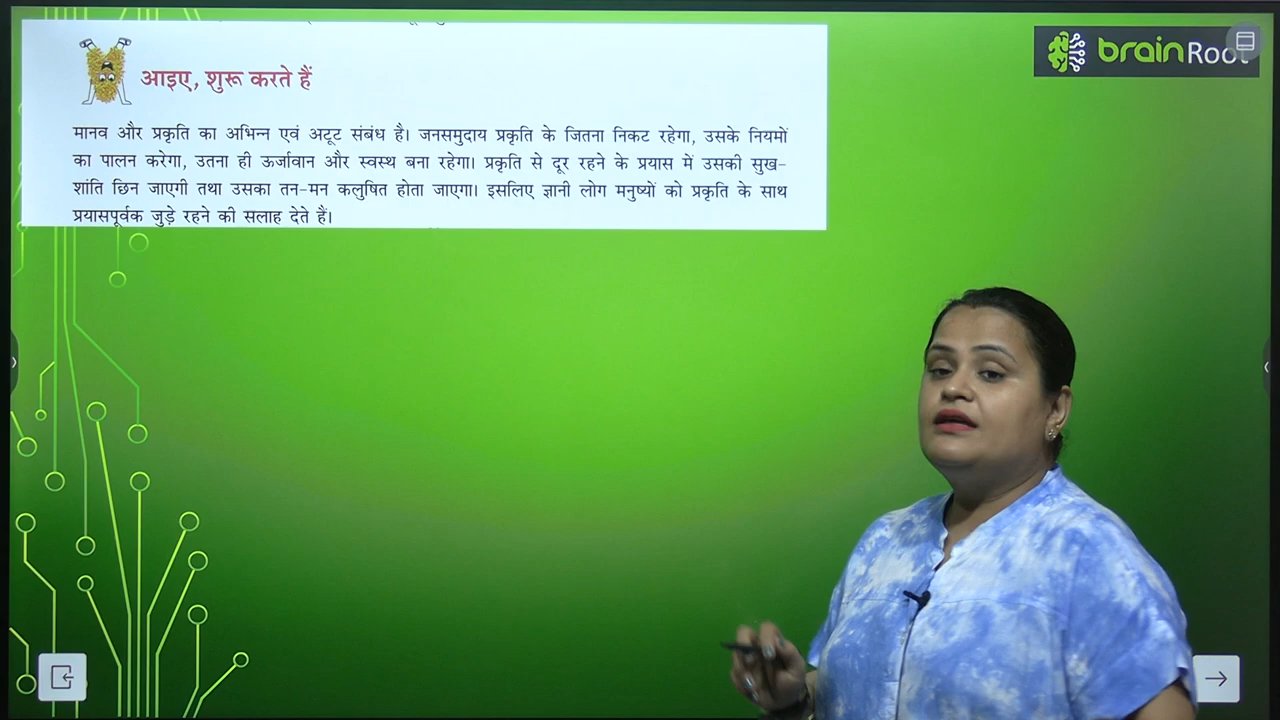 आइए, शुरू करते हैं
brainRoot
मानव और प्रकृति का अभिन्न एवं अटूट संबंध है। जनसमुदाय प्रकृति के जितना निकट रहेगा, उसके नियमों
का पालन करेगा, उतना ही ऊर्जावान और स्वस्थ बना रहेगा। प्रकृति से दूर रहने के प्रयास में उसकी सुख-
शांति छिन जाएगी तथा उसका तन-मन कलुषित होता जाएगा। इसलिए ज्ञानी लोग मनुष्यों को प्रकृति के साथ
प्रयासपूर्वक जुड़े रहने की सलाह देते हैं।